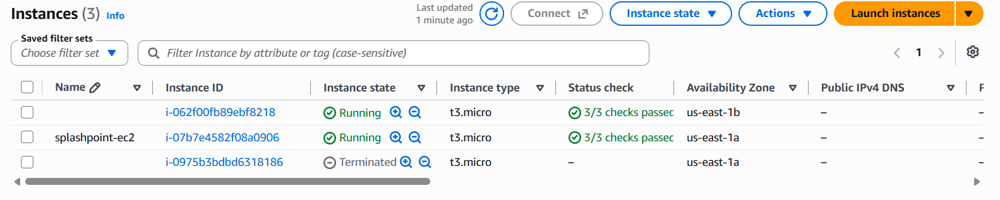 Instances (3) Info
Last updated
1 minute ago
Connect
Instance state
Actions
Launch instances
Saved filter sets
Choose filter set
Filter Instance by attribute or tag (case-sensitive)
1
Name Instance ID Instance state Instance type Status check Availability Zone Public IPv4 DNS
i-062f00fb89ebf8218 Running t3.micro 3/3 checks passed us-east-1b –
splashpoint-ec2 i-07b7e4582f08a0906 Running t3.micro 3/3 checks passed us-east-1a –
i-0975b3bdbd6318186 Terminated t3.micro – us-east-1a –